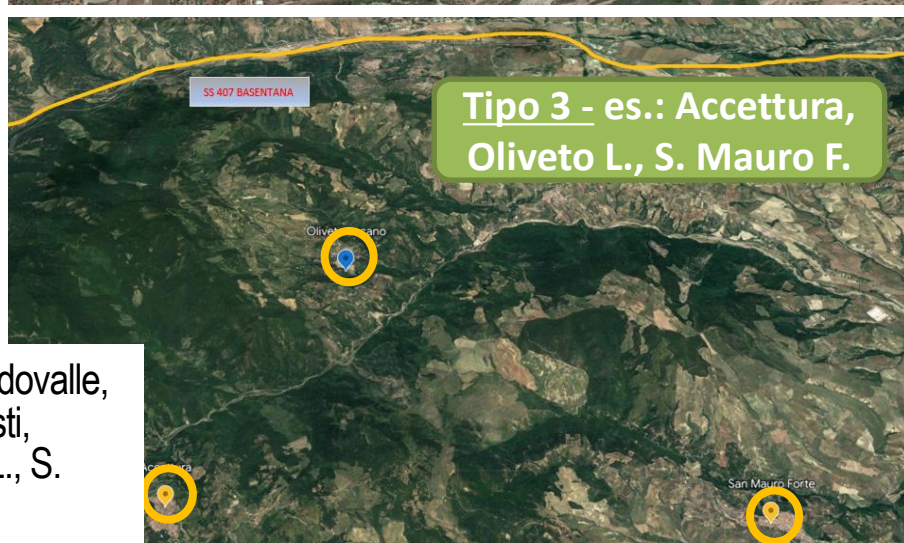 SS 407 BASENTANA
Tipo 3 - es.: Accettura,
Oliveto L., S. Mauro F.
dovalle,
sti,
., S.
San Mauro Forte